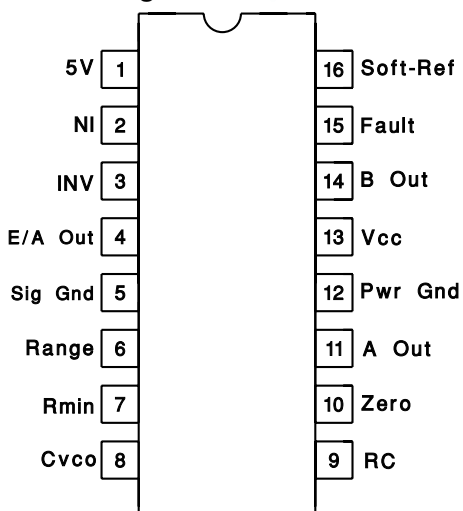 5V 1 16 Soft-Ref
NI 2 15 Fault
INV 3 14 B Out
E/A Out 4 13 Vcc
Sig Gnd 5 12 Pwr Gnd
Range 6 11 A Out
Rmin 7 10 Zero
Cvco 8 9 RC